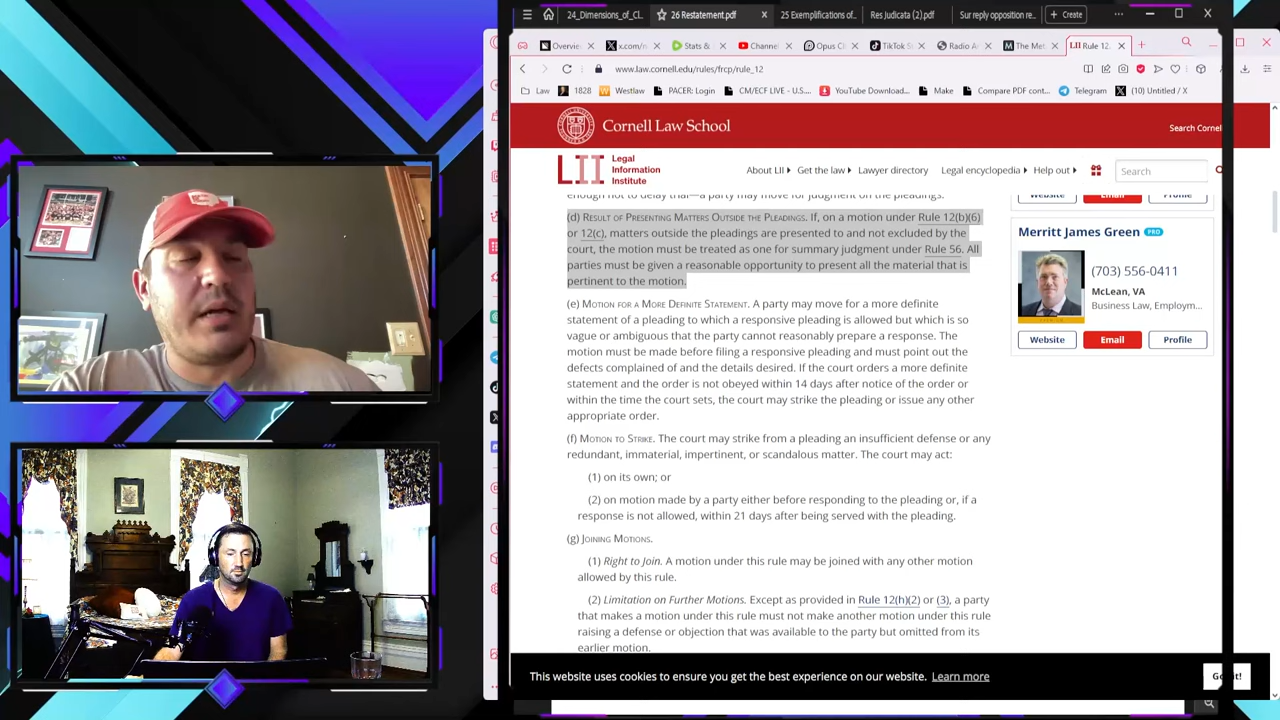 24_Dimensions_of_Cl..
26 Restatement.pdf
25 Exemplifications of..
Res Judicata (2).pdf
Sur reply opposition re...
Create
Overvie
x.com/n
Stats &
Channel
Opus Cl
TikTok S
Radio A
The Met
LII Rule 12.
www.law.cornell.edu/rules/frcp/rule_12
Law
1828
Westlaw
PACER: Login
CM/ECF LIVE - U.S....
YouTube Download...
Make
Compare PDF cont...
Telegram
(10) Untitled / X
Cornell Law School
Search Cornel
LII
Legal
Information
Institute
About LII
Get the law
Lawyer directory
Legal encyclopedia
Help out
Search
enough not to delay trial—a party may move for judgment on the pleadings.
(d) Result of Presenting Matters Outside the Pleadings. If, on a motion under Rule 12(b)(6)
or 12(c), matters outside the pleadings are presented to and not excluded by the
court, the motion must be treated as one for summary judgment under Rule 56. All
parties must be given a reasonable opportunity to present all the material that is
pertinent to the motion.
(e) Motion for a More Definite Statement. A party may move for a more definite
statement of a pleading to which a responsive pleading is allowed but which is so
vague or ambiguous that the party cannot reasonably prepare a response. The
motion must be made before filing a responsive pleading and must point out the
defects complained of and the details desired. If the court orders a more definite
statement and the order is not obeyed within 14 days after notice of the order or
within the time the court sets, the court may strike the pleading or issue any other
appropriate order.
(f) Motion to Strike. The court may strike from a pleading an insufficient defense or any
redundant, immaterial, impertinent, or scandalous matter. The court may act:
(1) on its own; or
(2) on motion made by a party either before responding to the pleading or, if a
response is not allowed, within 21 days after being served with the pleading.
(g) Joining Motions.
(1) Right to Join. A motion under this rule may be joined with any other motion
allowed by this rule.
(2) Limitation on Further Motions. Except as provided in Rule 12(h)(2) or (3), a party
that makes a motion under this rule must not make another motion under this rule
raising a defense or objection that was available to the party but omitted from its
earlier motion.
Website
Email
Profile
Merritt James Green PRO
(703) 556-0411
McLean, VA
Business Law, Employm...
Website
Email
Profile
This website uses cookies to ensure you get the best experience on our website. Learn more